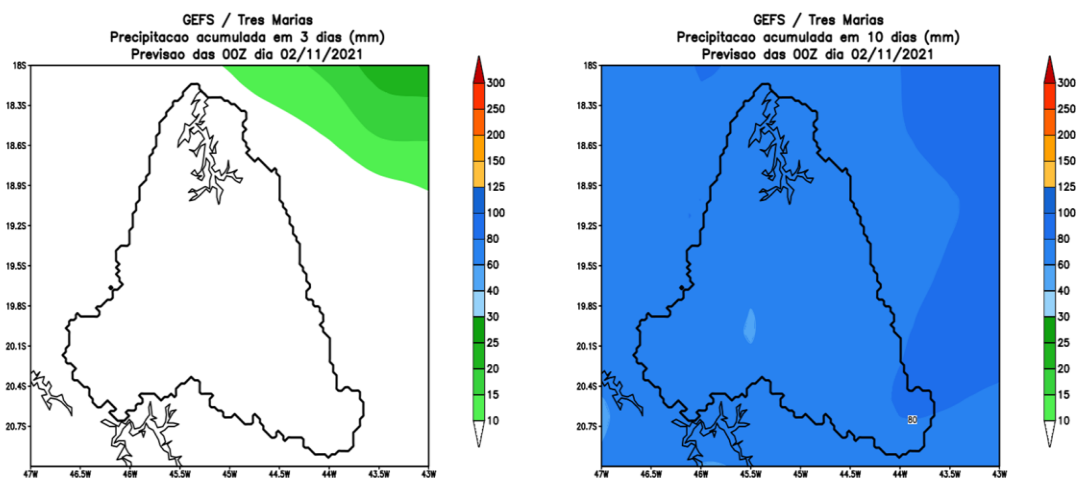 GEFS / Tres Marias
Precipitacao acumulada em 3 dias (mm)
Previsao das 00Z dia 02/11/2021
18S
18.3S
18.6S
18.9S
19.2S
19.5S
19.8S
20.1S
20.4S
20.7S
47W 46.5W 46W 45.5W 45W 44.5W 44W 43.5W 43W
300
250
200
150
125
100
80
60
40
30
25
20
15
10
GEFS / Tres Marias
Precipitacao acumulada em 10 dias (mm)
Previsao das 00Z dia 02/11/2021
18S
18.3S
18.6S
18.9S
19.2S
19.5S
19.8S
20.1S
20.4S
20.7S
80
47W 46.5W 46W 45.5W 45W 44.5W 44W 43.5W 43W
300
250
200
150
125
100
80
60
40
30
25
20
15
10